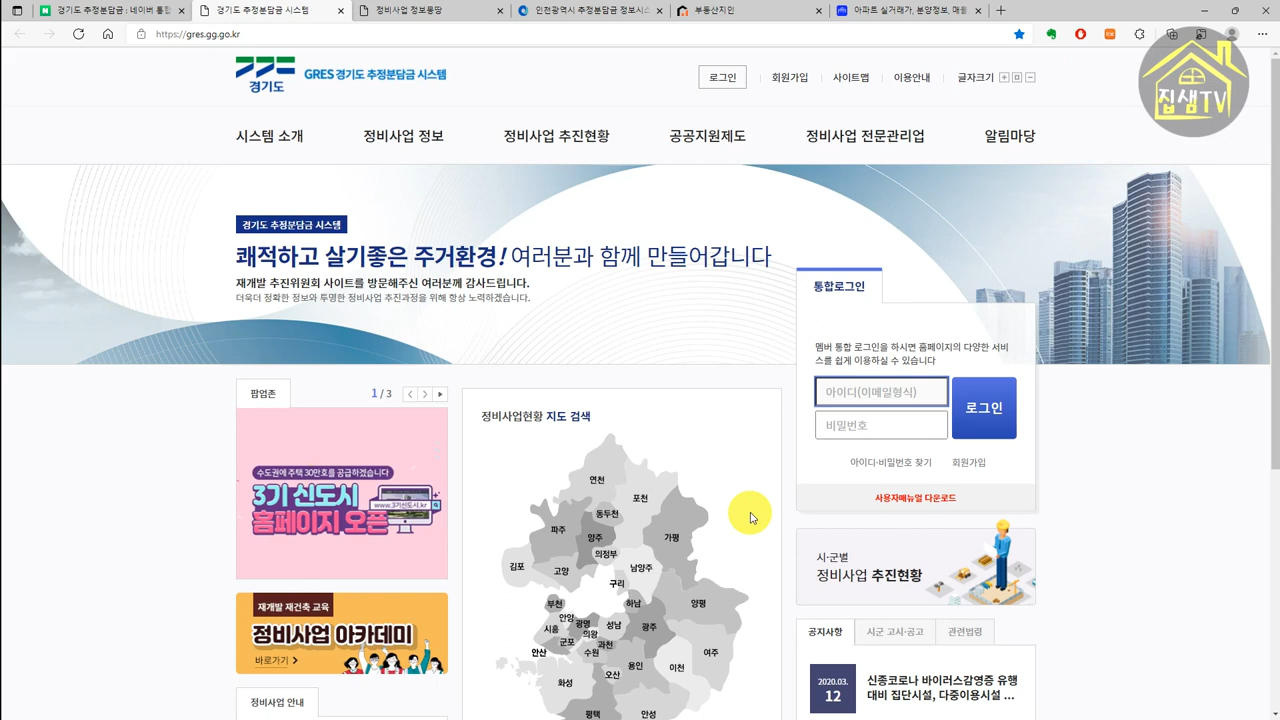 경기도 추정분담금 : 네이버 통합
경기도 추정분담금 시스템
정비사업 정보몽땅
인천광역시 추정분담금 정보시스
부동산지인
아파트 실거래가, 분양정보, 매물
https://gres.gg.go.kr
집샘TV
경기도
GRES 경기도 추정분담금 시스템
로그인
회원가입
사이트맵
이용안내
글자크기
시스템 소개
정비사업 정보
정비사업 추진현황
공공지원제도
정비사업 전문관리업
알림마당
경기도 추정분담금 시스템
쾌적하고 살기좋은 주거환경! 여러분과 함께 만들어갑니다
재개발 추진위원회 사이트를 방문해주신 여러분께 감사드립니다.
더욱더 정확한 정보와 투명한 정비사업 추진과정을 위해 항상 노력하겠습니다.
통합로그인
멤버 통합 로그인을 하시면 홈페이지의 다양한 서비
스를 쉽게 이용하실 수 있습니다
아이디(이메일형식)
비밀번호
로그인
아이디·비밀번호 찾기
회원가입
사용자매뉴얼 다운로드
팝업존
1 / 3
수도권에 주택 30만호를 공급하겠습니다
3기 신도시
홈페이지 오픈
www.3기신도시.kr
재개발 재건축 교육
정비사업 아카데미
바로가기
정비사업 안내
정비사업현황 지도 검색
연천
포천
동두천
파주
양주
가평
의정부
김포
고양
남양주
구리
부천
하남
양평
안양
광명
시흥
의왕
성남
광주
군포
과천
안산
수원
여주
용인
이천
오산
화성
평택
안성
시·군별
정비사업 추진현황
공지사항
시군 고시·공고
관련법령
2020.03.
12
신종코로나 바이러스감염증 유행
대비 집단시설, 다중이용시설 ...